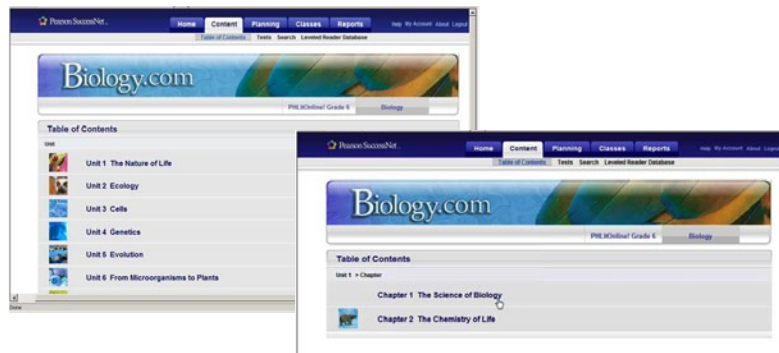 Pearson SuccessNet
Home Content Planning Classes Reports Help My Account About Logout
Table of Contents Tests Search Leveled Reader Database
Biology.com
PHLitOnline! Grade 6 Biology
Table of Contents
Unit
Unit 1 The Nature of Life
Unit 2 Ecology
Unit 3 Cells
Unit 4 Genetics
Unit 5 Evolution
Unit 6 From Microorganisms to Plants
Done
Pearson SuccessNet
Home Content Planning Classes Reports Help My Account About Logout
Table of Contents Tests Search Leveled Reader Database
Biology.com
PHLitOnline! Grade 6 Biology
Table of Contents
Unit 1 > Chapter
Chapter 1 The Science of Biology
Chapter 2 The Chemistry of Life